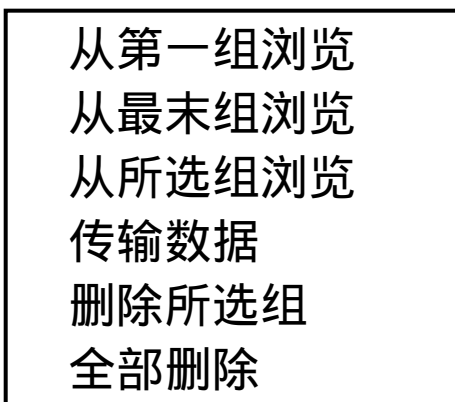 从第一组浏览
从最末组浏览
从所选组浏览
传输数据
删除所选组
全部删除